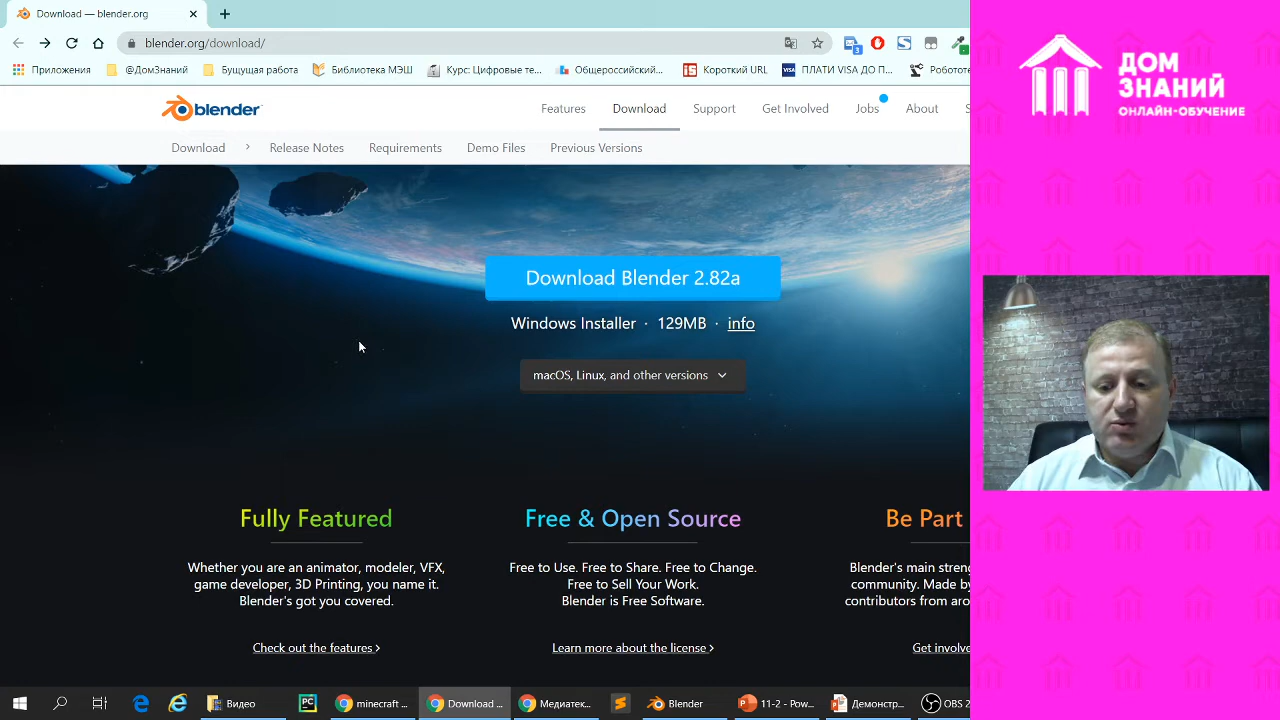 Download — blender.org
blender.org/download/
3
Приложения
@ДомЗнаний
Бущущая работа
Библиотека МЭШ
Курс: Цифровые те...
Общероссийский...
Короткий URL
ПЛАТИ VISA ДО П...
Робототе
blender
Features
Download
Support
Get Involved
Jobs
About
S
Download
Release Notes
Requirements
Demo Files
Previous Versions
Download Blender 2.82a
Windows Installer · 129MB · info
macOS, Linux, and other versions
Fully Featured
Whether you are an animator, modeler, VFX,
game developer, 3D Printing, you name it.
Blender's got you covered.
Check out the features
Free & Open Source
Free to Use. Free to Share. Free to Change.
Free to Sell Your Work.
Blender is Free Software.
Learn more about the license
Be Part
Blender's main stren
community. Made by
contributors from aro
Get involve
ДОМ
ЗНАНИЙ
ОНЛАЙН-ОБУЧЕНИЕ
Видео
PC
minecraft ...
Download ...
Медиатек...
Blender
11-2 - Pow...
Демонстр...
OBS 2